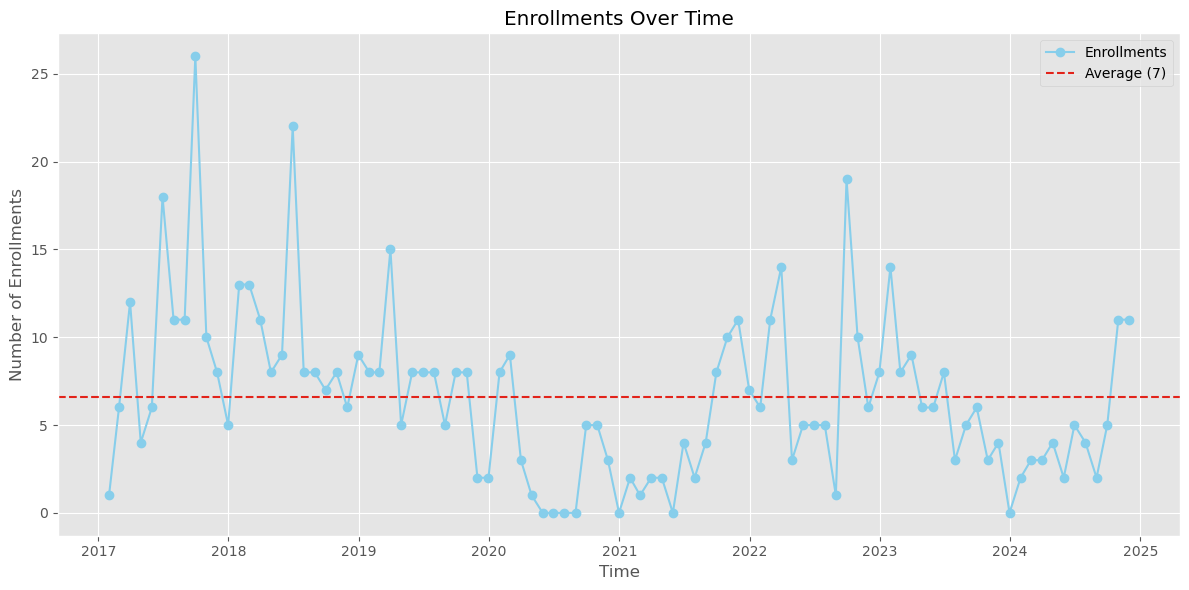 Enrollments Over Time
Enrollments
Average (7)
Number of Enrollments
25
20
15
10
5
0
2017 2018 2019 2020 2021 2022 2023 2024 2025
Time